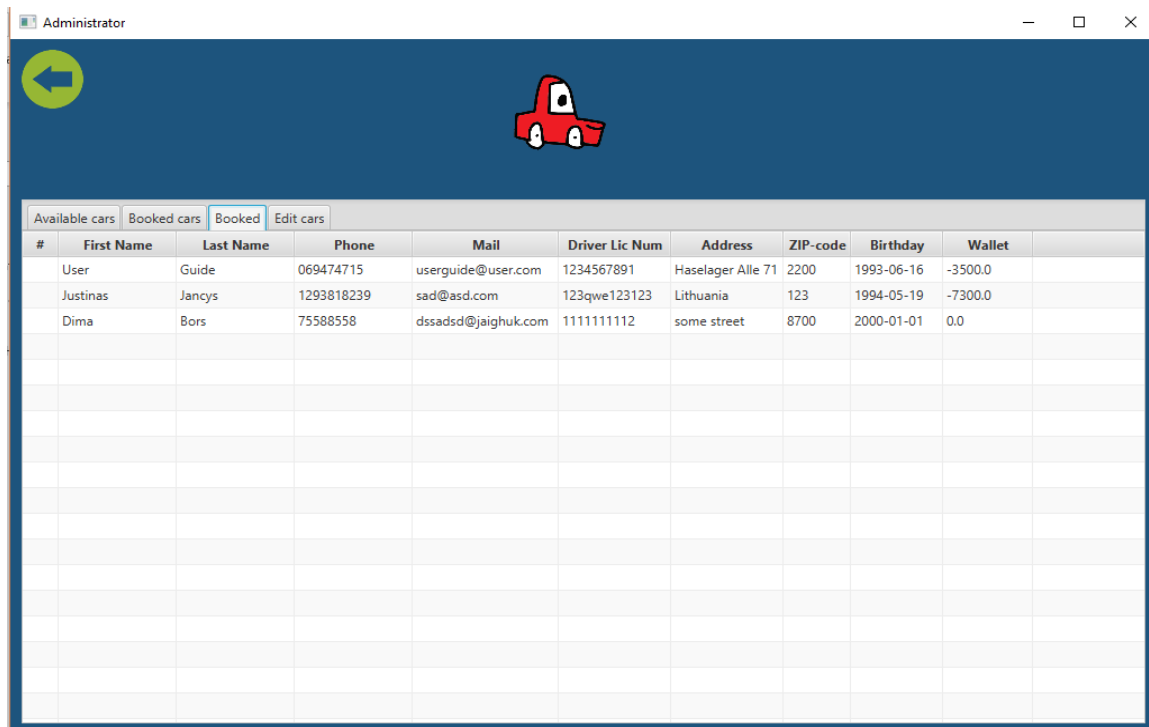 Administrator
Available cars Booked cars Booked Edit cars
# First Name Last Name Phone Mail Driver Lic Num Address ZIP-code Birthday Wallet
User Guide 069474715 userguide@user.com 1234567891 Haselager Alle 71 2200 1993-06-16 -3500.0
Justinas Jancys 1293818239 sad@asd.com 123qwe123123 Lithuania 123 1994-05-19 -7300.0
Dima Bors 75588558 dssadsd@jaighuk.com 1111111112 some street 8700 2000-01-01 0.0